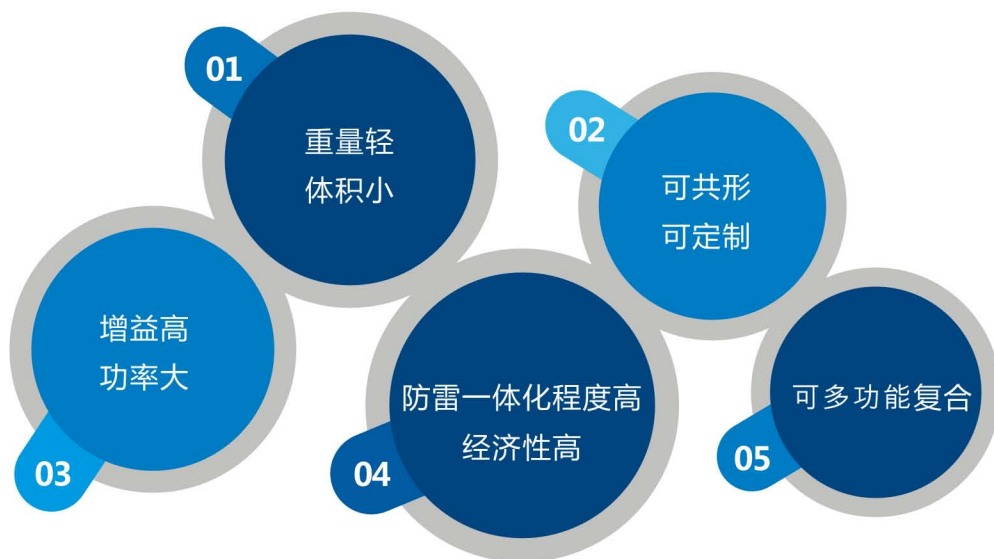 01
重量轻
体积小
02
可共形
可定制
03
增益高
功率大
04
防雷一体化程度高
经济性高
05
可多功能复合